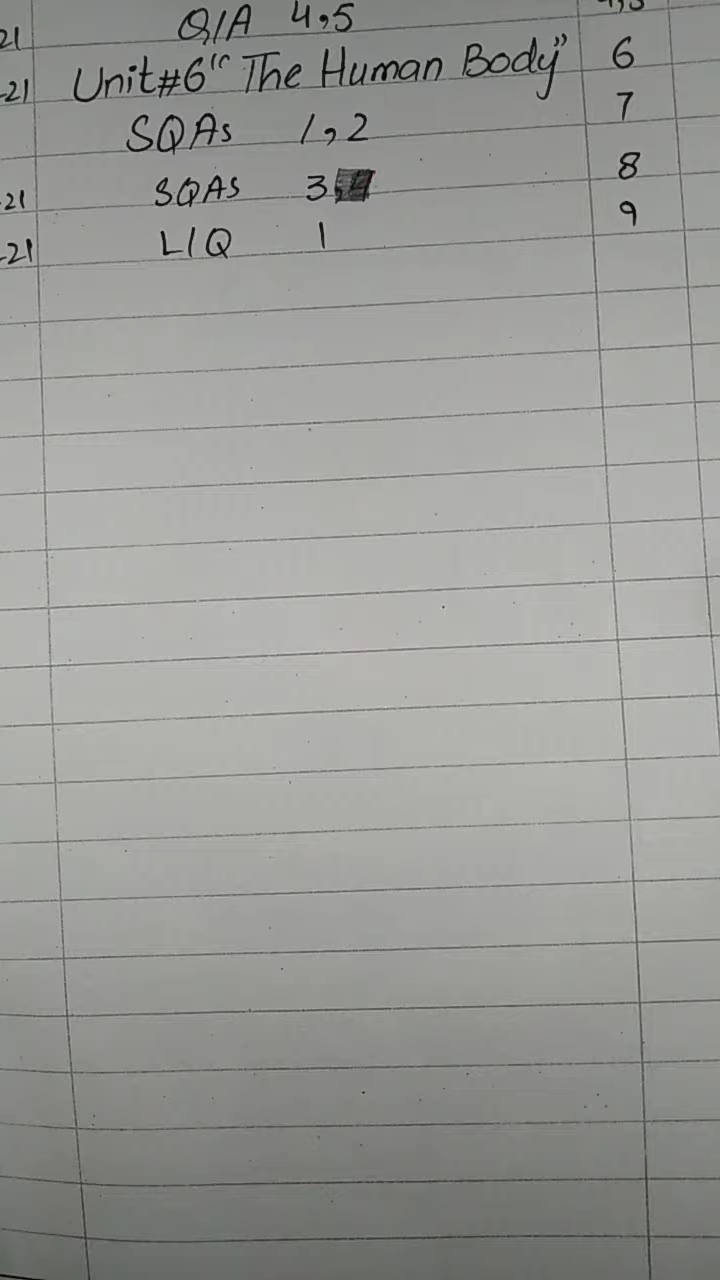 21 Q/A 4,5
-21 Unit#6 "The Human Body" 6
SQAs 1,2 7
-21 SQAS 3 8
-21 L/Q 1 9